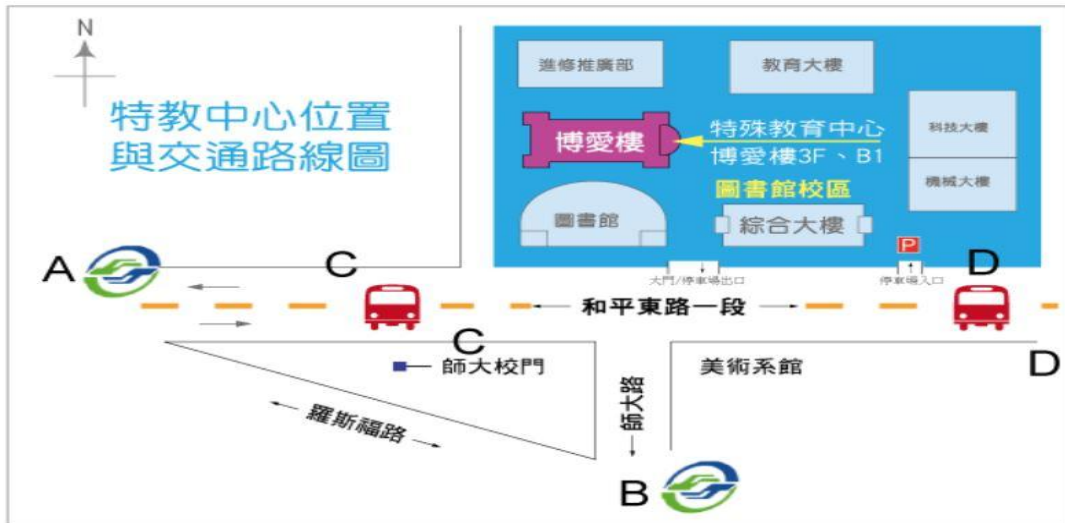 N
特教中心位置
與交通路線圖
進修推廣部
教育大樓
博愛樓
特殊教育中心
博愛樓3F、B1
科技大樓
機械大樓
圖書館校區
圖書館
綜合大樓
P
大門/停車場出口
停車場入口
A
C
D
和平東路一段
C
師大校門
美術系館
D
羅斯福路
師大路
B